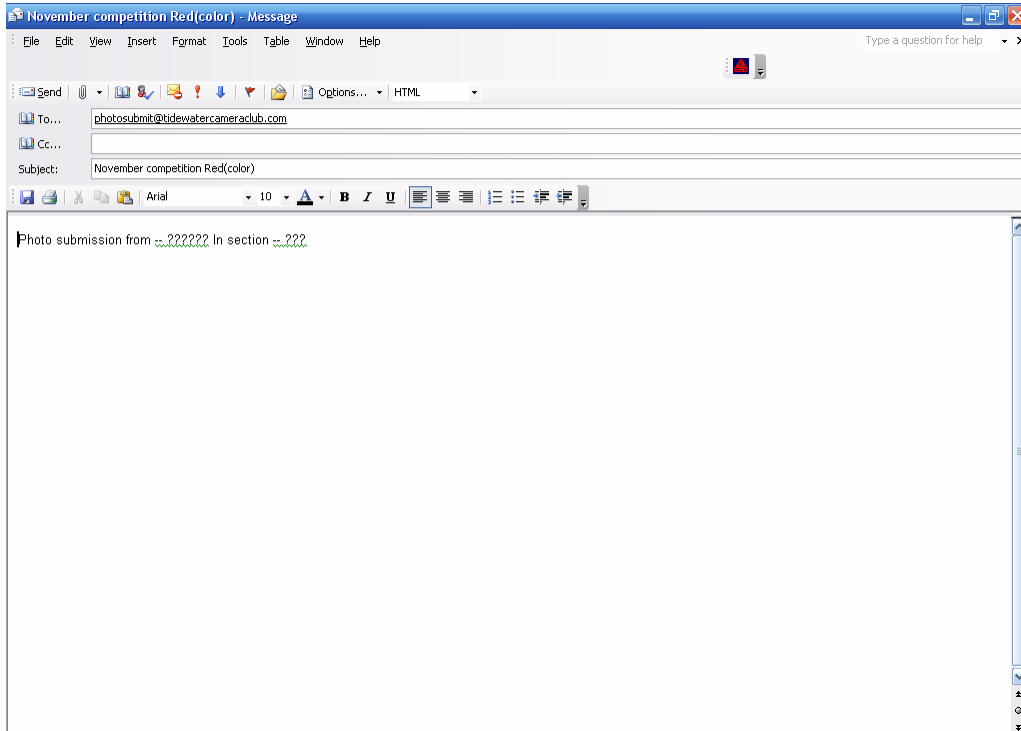 November competition Red(color) - Message
File Edit View Insert Format Tools Table Window Help Type a question for help
Send Options... HTML
To... photosubmit@tidewatercameraclub.com
Cc...
Subject: November competition Red(color)
Arial 10 A B I U
Photo submission from -- ?????? In section -- ???